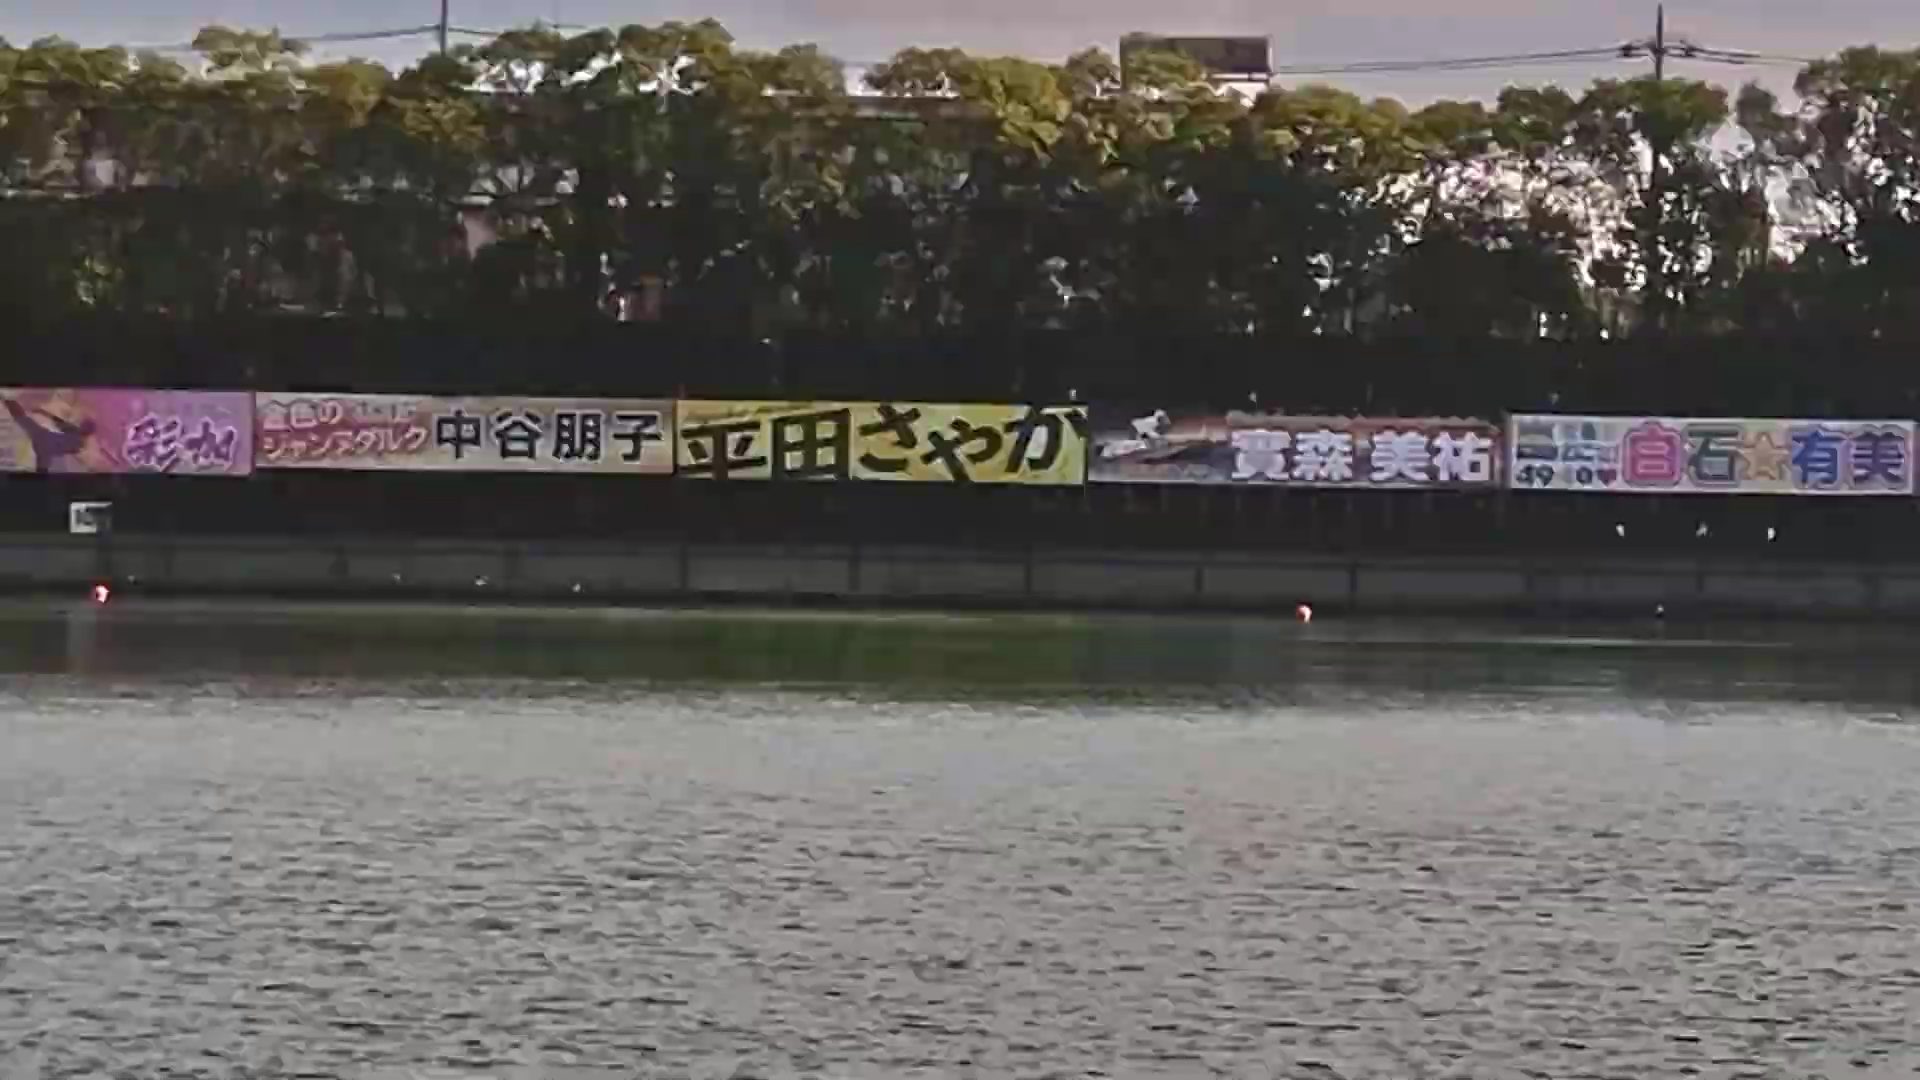 彩加
金色の
ジャンヌダルク
中谷朋子
平田さやか
實森 美祐
白石☆有美